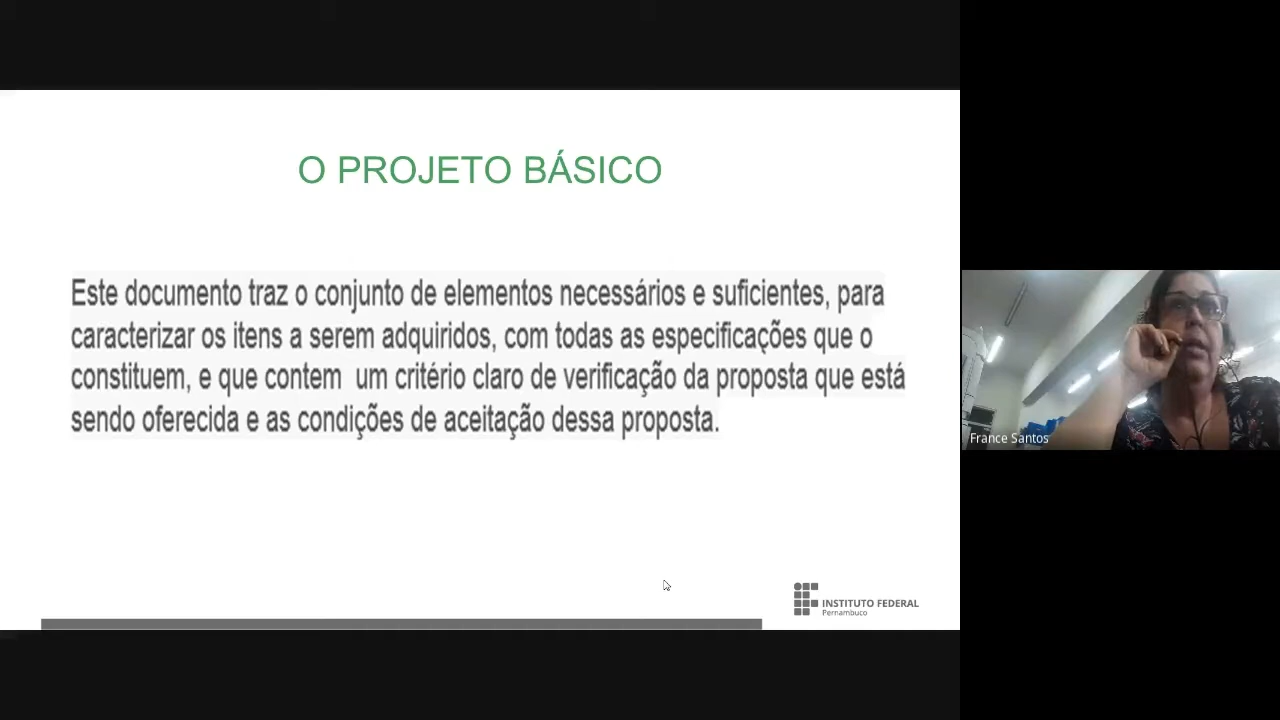 O PROJETO BÁSICO
Este documento traz o conjunto de elementos necessários e suficientes, para
caracterizar os itens a serem adquiridos, com todas as especificações que o
constituem, e que contem um critério claro de verificação da proposta que está
sendo oferecida e as condições de aceitação dessa proposta.
France Santos
INSTITUTO FEDERAL
Pernambuco